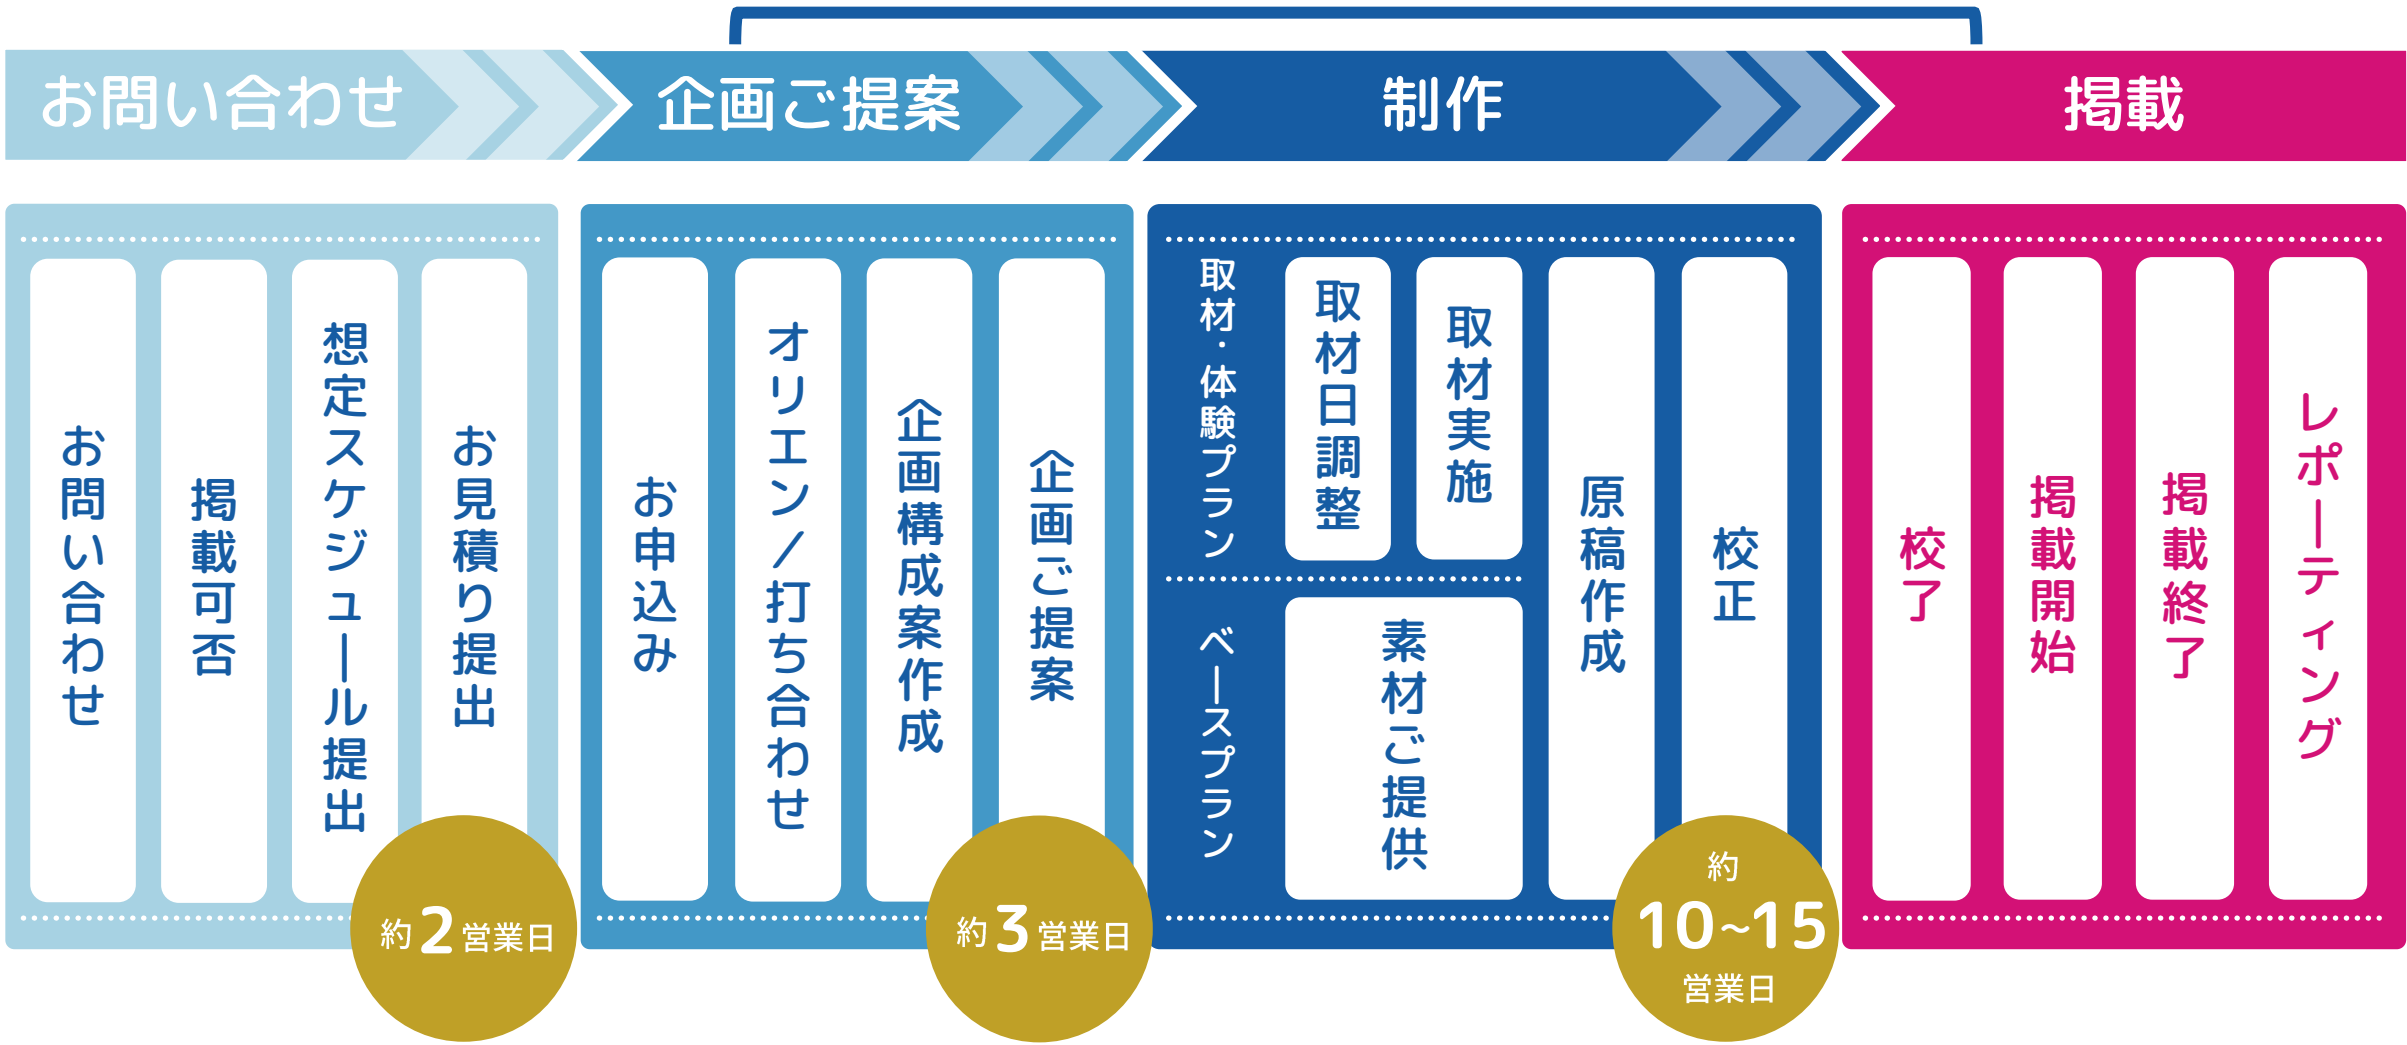 お問い合わせ
企画ご提案
制作
掲載
お問い合わせ
掲載可否
想定スケジュール提出
お見積り提出
約2営業日
お申込み
オリエン／打ち合わせ
企画構成案作成
企画ご提案
約3営業日
取材・体験プラン
取材日調整
取材実施
ベースプラン
素材ご提供
原稿作成
校正
約
10～15
営業日
校了
掲載開始
掲載終了
レポーティング